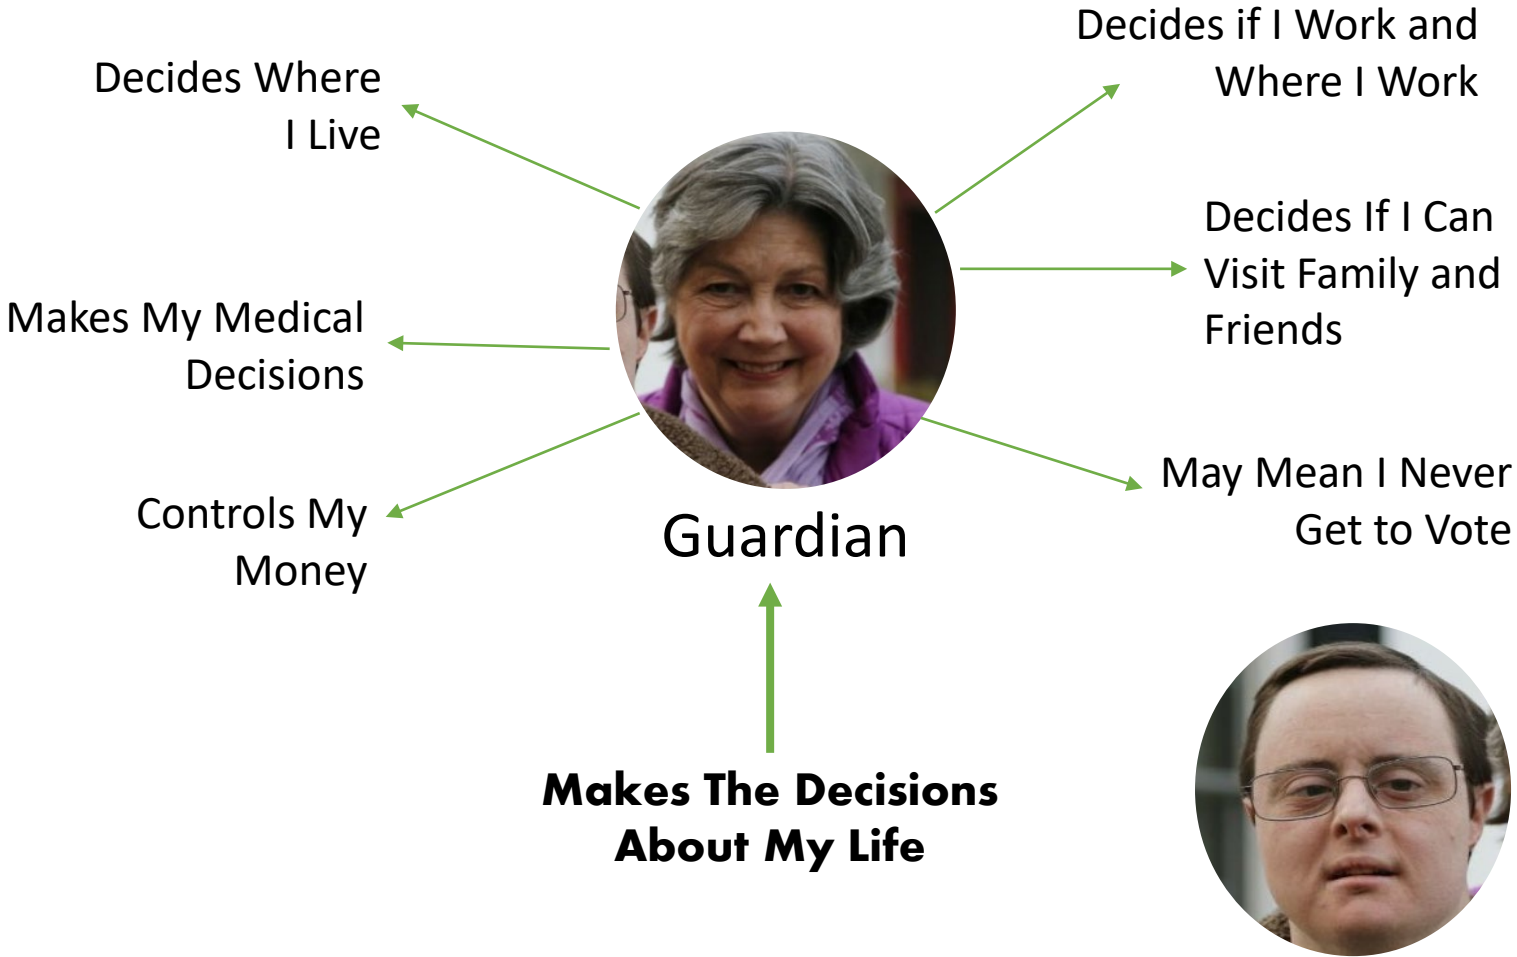 Decides Where
I Live
Makes My Medical
Decisions
Controls My
Money
Decides if I Work and
Where I Work
Decides If I Can
Visit Family and
Friends
May Mean I Never
Get to Vote
Guardian
Makes The Decisions
About My Life